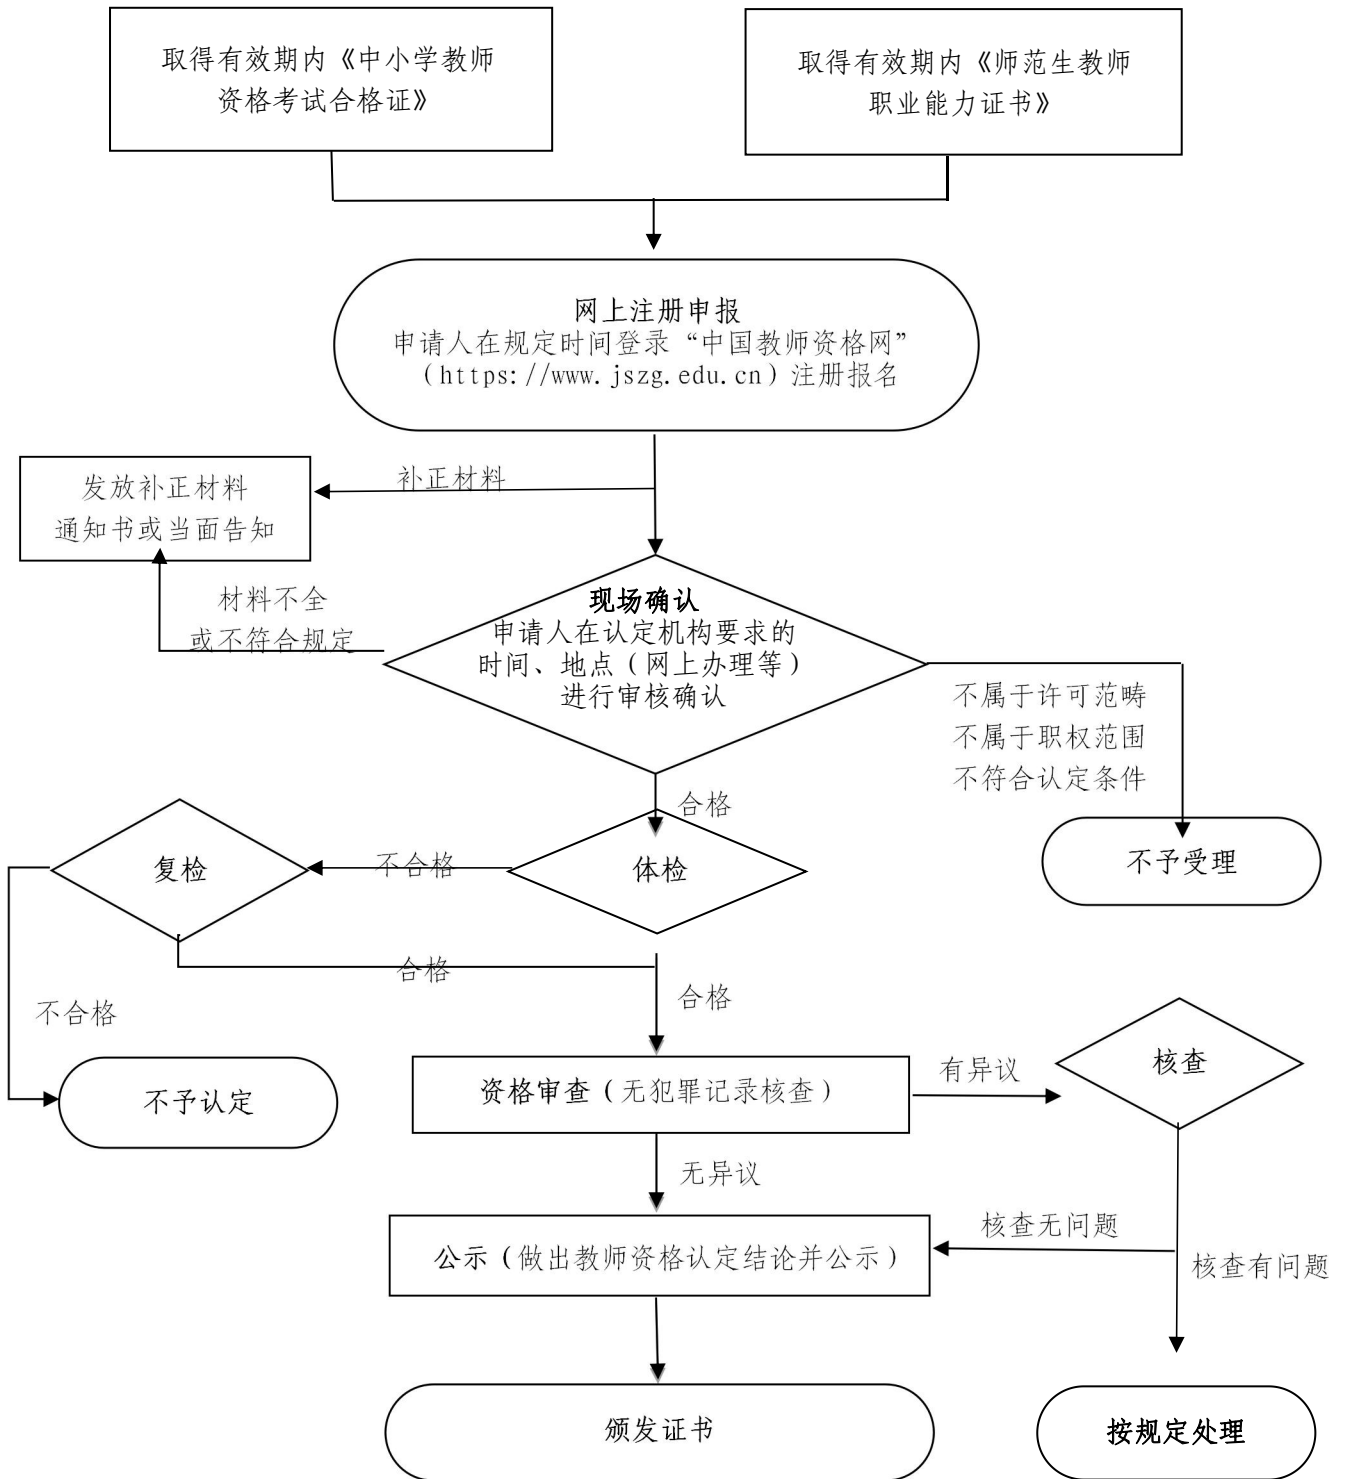 取得有效期内《中小学教师
资格考试合格证》
取得有效期内《师范生教师
职业能力证书》
网上注册申报
申请人在规定时间登录“中国教师资格网”
（https://www.jszg.edu.cn）注册报名
补正材料
发放补正材料
通知书或当面告知
材料不全
或不符合规定
现场确认
申请人在认定机构要求的
时间、地点（网上办理等）
进行审核确认
不属于许可范畴
不属于职权范围
不符合认定条件
合格
不予受理
复检
不合格
体检
合格
合格
不合格
不予认定
资格审查（无犯罪记录核查）
有异议
核查
无异议
核查无问题
核查有问题
公示（做出教师资格认定结论并公示）
颁发证书
按规定处理